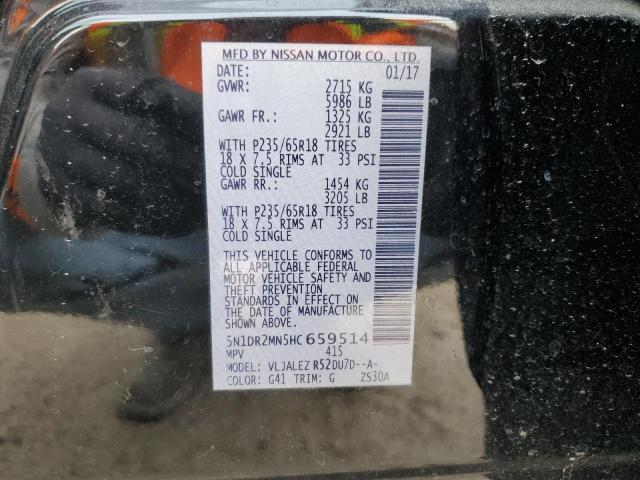 MFD BY NISSAN MOTOR CO., LTD.
DATE: 01/17
GVWR: 2715 KG
5986 LB
GAWR FR.: 1325 KG
2921 LB
WITH P235/65R18 TIRES
18 X 7.5 RIMS AT 33 PSI
COLD SINGLE
GAWR RR.: 1454 KG
3205 LB
WITH P235/65R18 TIRES
18 X 7.5 RIMS AT 33 PSI
COLD SINGLE
THIS VEHICLE CONFORMS TO
ALL APPLICABLE FEDERAL
MOTOR VEHICLE SAFETY AND
THEFT PREVENTION
STANDARDS IN EFFECT ON
THE DATE OF MANUFACTURE
SHOWN ABOVE.
5N1DR2MN5HC659514
MPV 415
MODEL: VLJALEZ R52DU7D--A-
COLOR: G41 TRIM: G ZS30A